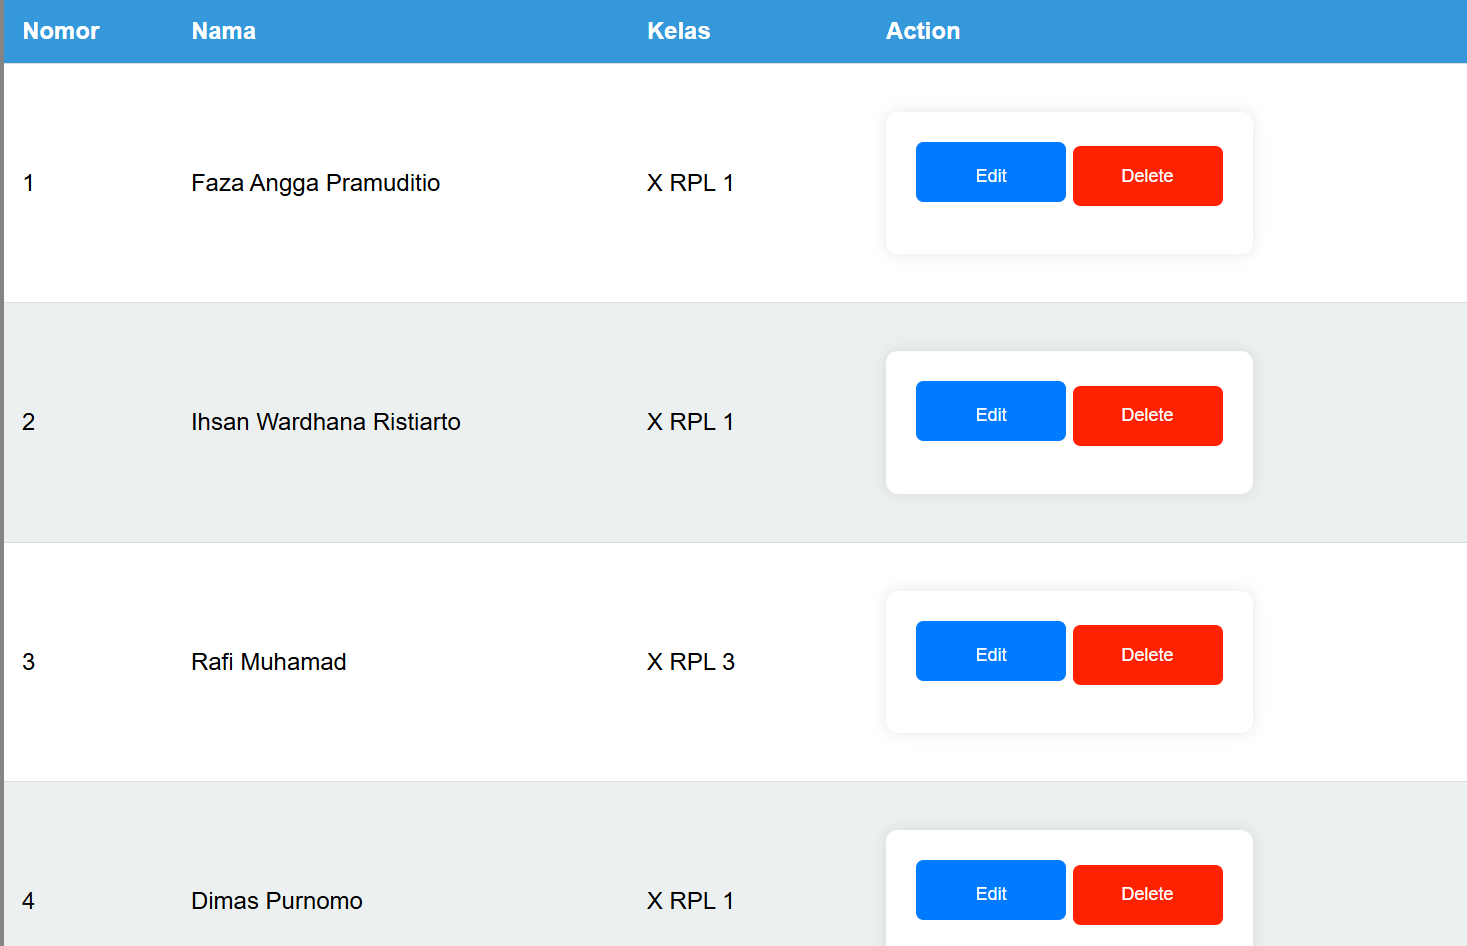 Nomor Nama Kelas Action
1 Faza Angga Pramuditio X RPL 1 Edit Delete
2 Ihsan Wardhana Ristiarto X RPL 1 Edit Delete
3 Rafi Muhamad X RPL 3 Edit Delete
4 Dimas Purnomo X RPL 1 Edit Delete